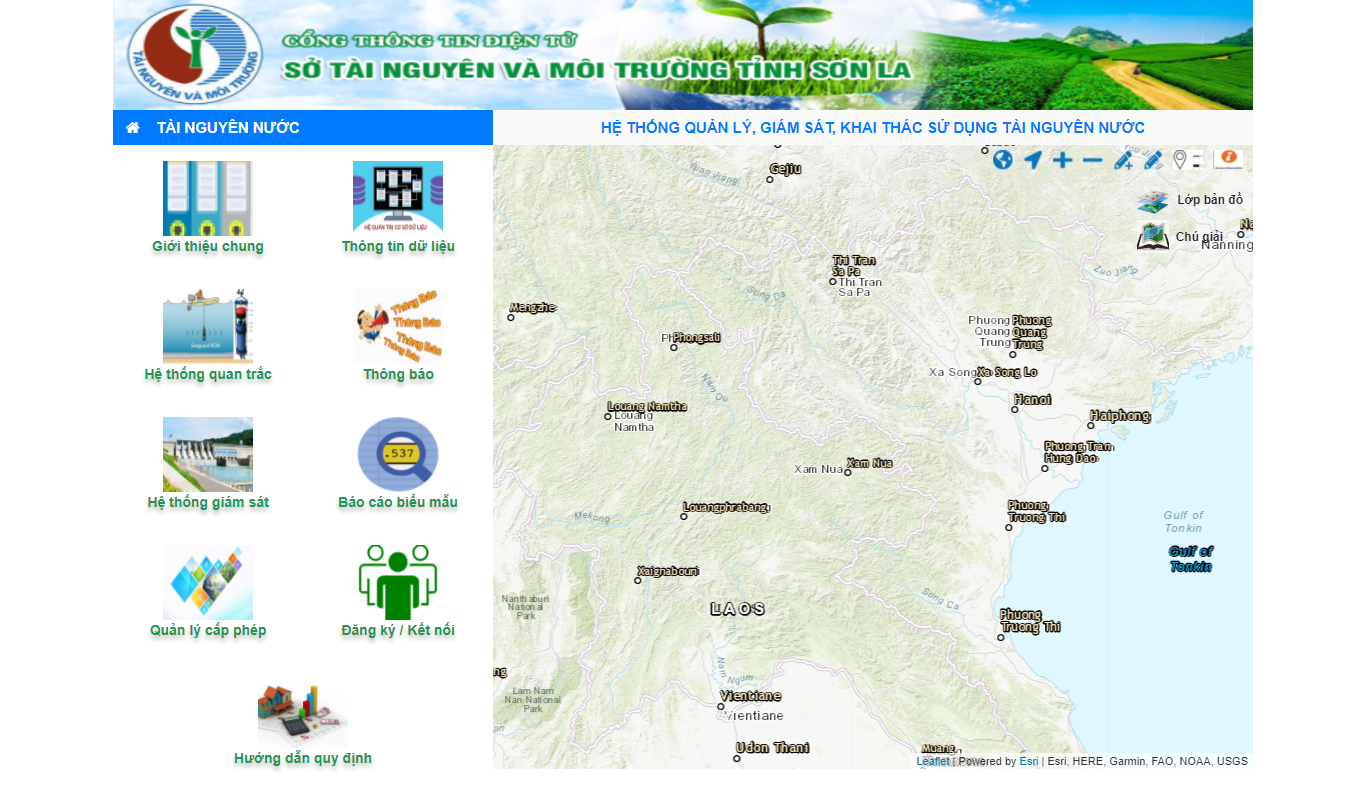 CỔNG THÔNG TIN ĐIỆN TỬ
SỞ TÀI NGUYÊN VÀ MÔI TRƯỜNG TỈNH SƠN LA
TÀI NGUYÊN VÀ MÔI TRƯỜNG
TÀI NGUYÊN NƯỚC
HỆ THỐNG QUẢN LÝ, GIÁM SÁT, KHAI THÁC SỬ DỤNG TÀI NGUYÊN NƯỚC
HỆ QUẢN TRỊ CƠ SỞ DỮ LIỆU
Giới thiệu chung
Thông tin dữ liệu
Thông Báo
Thông Báo
Thông Báo
Thông Báo
Hệ thống quan trắc
Thông báo
.537
Hệ thống giám sát
Báo cáo biểu mẫu
Quản lý cấp phép
Đăng ký / Kết nối
Hướng dẫn quy định
Lớp bản đồ
Chú giải
Nanning
Gejiu
Yuan Jiang
Zuo Jiang
Thi Tran
Sa Pa
Thi Tran
Sa Pa
Song Da
Mengzhe
Phuong
Quang
Trung
Phuong
Quang
Trung
Phongsali
Xa Song
Xa Song Lo
Nam Ou
Hanoi
Louang Namtha
Louang
Namtha
Haiphong
Phuong Tran
Hung Dao
Xam Nua
Xam Nua
Louangphrabang
Phuong
Truong Thi
Mekong
Gulf of
Tonkin
Gulf of
Tonkin
Xaignabouri
Nanthaburi
National
Park
LAOS
Song Ca
Phuong
Truong Thi
Nam Ngum
Lam Nam
Nan National
Park
Vientiane
Vientiane
Udon Thani
Muang
Leaflet | Powered by Esri | Esri, HERE, Garmin, FAO, NOAA, USGS